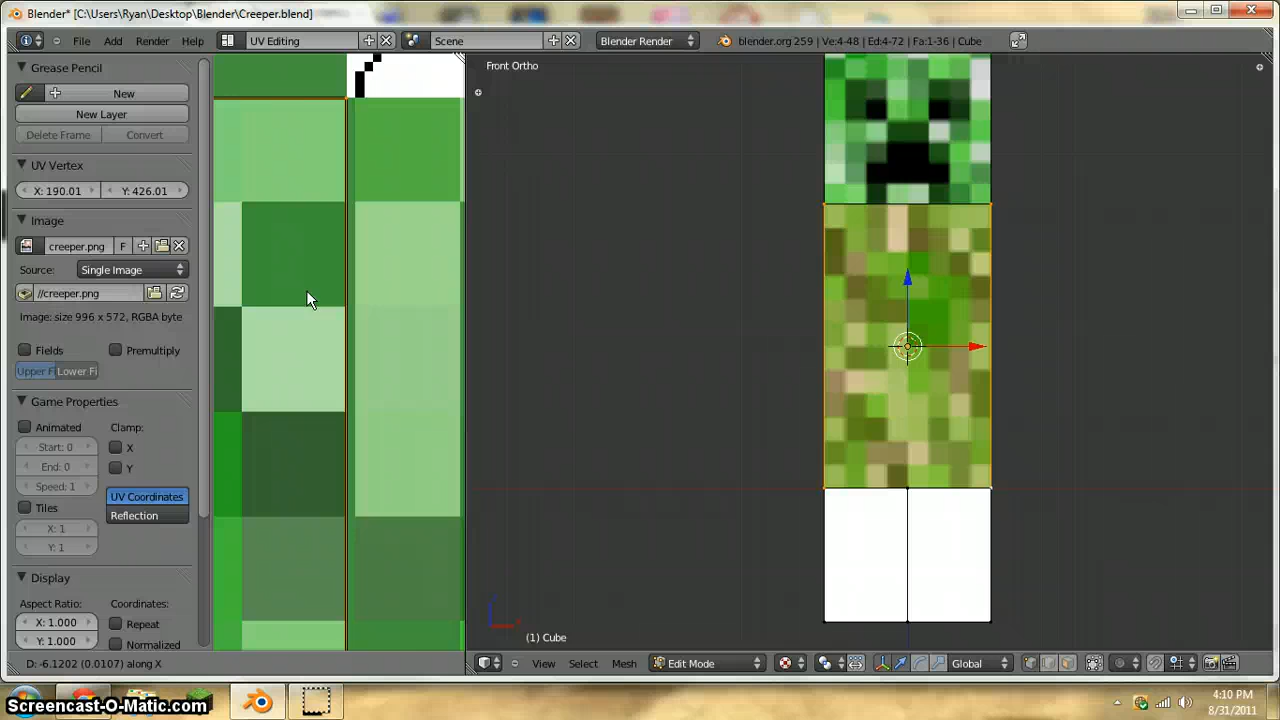 Blender* [C:\Users\Ryan\Desktop\Blender\Creeper.blend]
File Add Render Help UV Editing Scene Blender Render blender.org 259 | Ve:4-48 | Ed:4-72 | Fa:1-36 | Cube
Grease Pencil
New
New Layer
Delete Frame Convert
UV Vertex
X: 190.01 Y: 426.01
Image
creeper.png F
Source: Single Image
//creeper.png
Image: size 996 x 572, RGBA byte
Fields Premultiply
Upper Fi Lower Fi
Game Properties
Animated Clamp:
Start: 0 X
End: 0 Y
Speed: 1
UV Coordinates
Tiles Reflection
X: 1
Y: 1
Display
Aspect Ratio: Coordinates:
X: 1.000 Repeat
Y: 1.000 Normalized
D: -6.1202 (0.0107) along X
Front Ortho
(1) Cube
View Select Mesh Edit Mode Global
Screencast-O-Matic.com
4:10 PM
8/31/2011